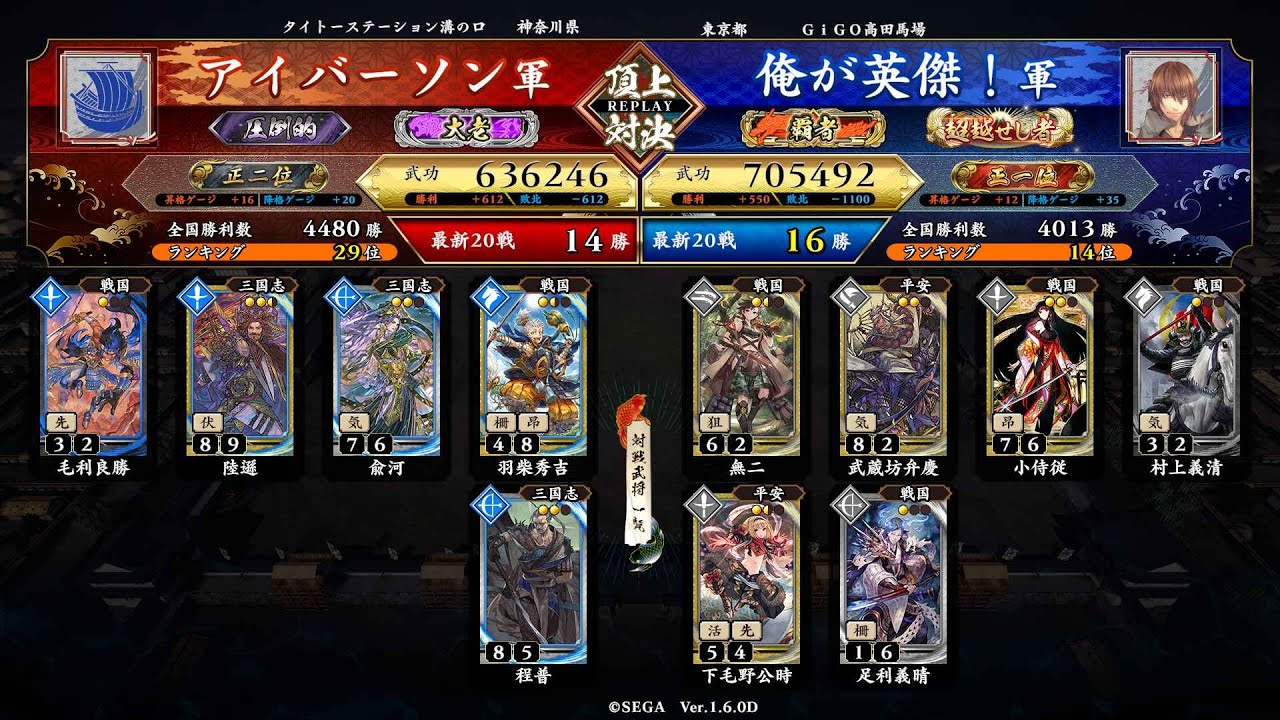 タイトーステーション溝の口 神奈川県
東京都 GiGO高田馬場
アイバーソン軍
頂上
REPLAY
対決
俺が英傑！軍
圧倒的
大老
覇者
超越せし者
正二位
昇格ゲージ +16 降格ゲージ +20
武功 636246
勝利 +612 敗北 -612
武功 705492
勝利 +550 敗北 -1100
正一位
昇格ゲージ +12 降格ゲージ +35
全国勝利数 4480勝
ランキング 29位
最新20戦 14勝
最新20戦 16勝
全国勝利数 4013勝
ランキング 14位
戦国
先
3 2
毛利良勝
三国志
伏
8 9
陸遜
三国志
気
7 6
兪河
戦国
柵 昂
4 8
羽柴秀吉
三国志
8 5
程普
対戦武将一覧
戦国
狙
6 2
無二
平安
気
8 2
武蔵坊弁慶
戦国
昂
7 6
小侍従
戦国
気
3 2
村上義清
平安
活 先
5 4
下毛野公時
戦国
柵
1 6
足利義晴
©SEGA Ver.1.6.0D